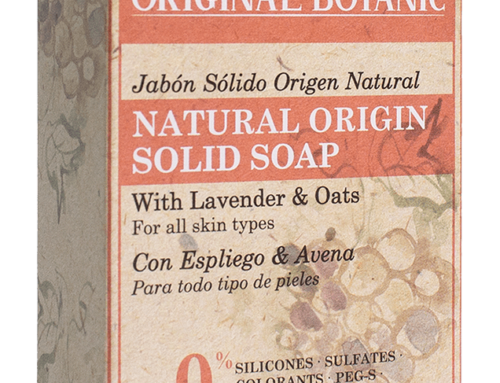 ORIGINAL BOTANIC
Jabón Sólido Origen Natural
NATURAL ORIGIN
SOLID SOAP
With Lavender & Oats
For all skin types
Con Espliego & Avena
Para todo tipo de pieles
0% SILICONES · SULFATES ·
COLORANTS · PEG-S ·